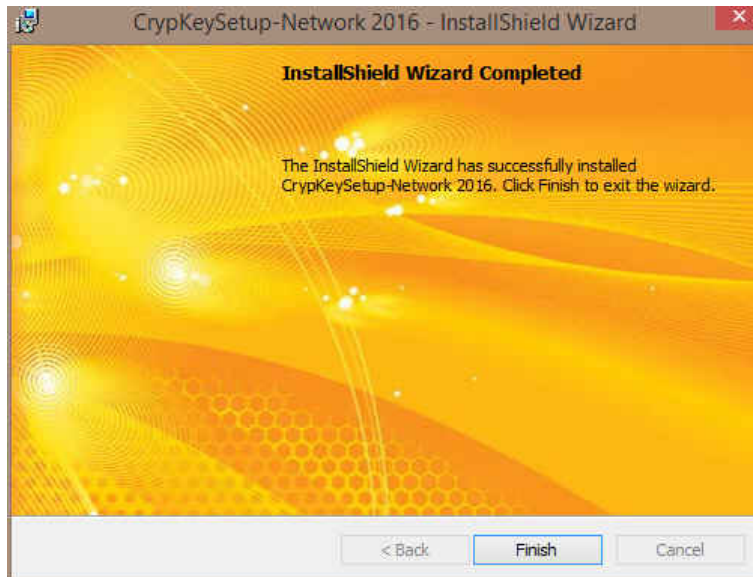 CrypKeySetup-Network 2016 - InstallShield Wizard
InstallShield Wizard Completed
The InstallShield Wizard has successfully installed
CrypKeySetup-Network 2016. Click Finish to exit the wizard.
< Back Finish Cancel